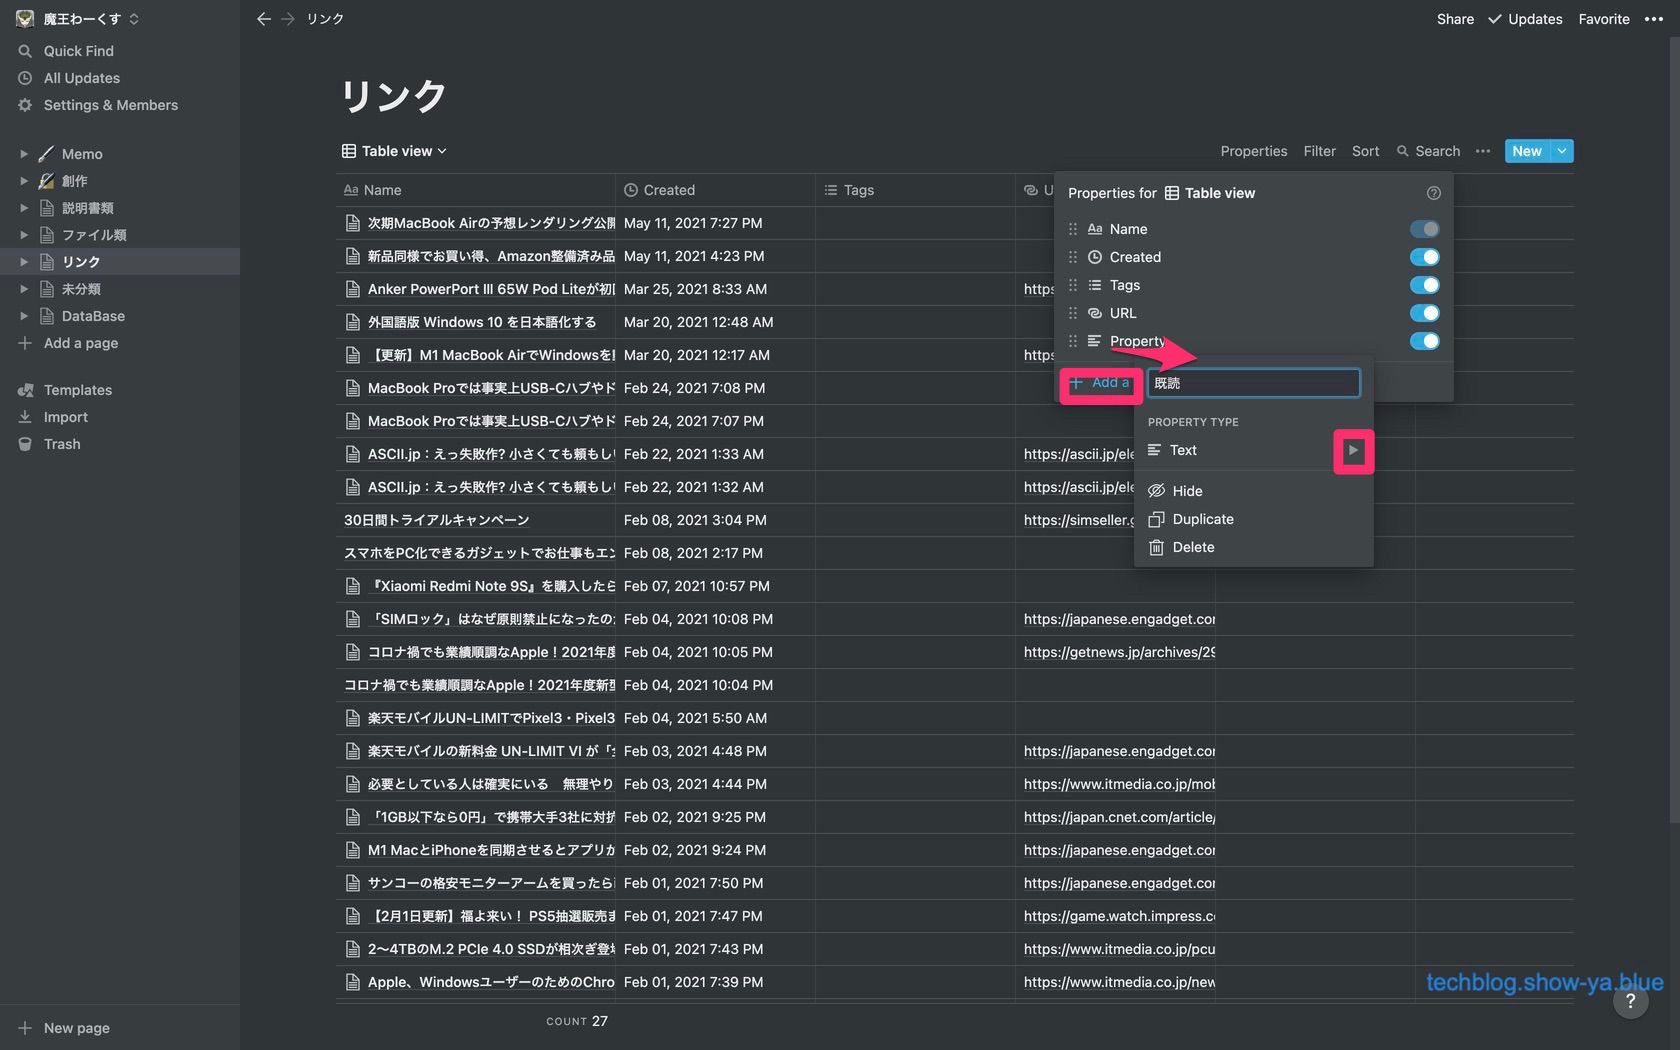 魔王わーくす
リンク
Share
Updates
Favorite
Quick Find
All Updates
Settings & Members
Memo
創作
説明書類
ファイル類
リンク
未分類
DataBase
Add a page
Templates
Import
Trash
New page
リンク
Table view
Properties Filter Sort Search New
Aa Name Created Tags U
次期MacBook Airの予想レンダリング公開 May 11, 2021 7:27 PM
新品同様でお買い得、Amazon整備済み品 May 11, 2021 4:23 PM
Anker PowerPort III 65W Pod Liteが初 Mar 25, 2021 8:33 AM https
外国語版 Windows 10 を日本語化する Mar 20, 2021 12:48 AM
【更新】M1 MacBook AirでWindowsを Mar 20, 2021 12:17 AM https
MacBook Proでは事実上USB-Cハブやド Feb 24, 2021 7:08 PM
MacBook Proでは事実上USB-Cハブやド Feb 24, 2021 7:07 PM
ASCII.jp：えっ失敗作? 小さくても頼もし Feb 22, 2021 1:33 AM https://ascii.jp/ele
ASCII.jp：えっ失敗作? 小さくても頼もし Feb 22, 2021 1:32 AM https://ascii.jp/ele
30日間トライアルキャンペーン Feb 08, 2021 3:04 PM https://simseller.g
スマホをPC化できるガジェットでお仕事もエン Feb 08, 2021 2:17 PM
『Xiaomi Redmi Note 9S』を購入したら Feb 07, 2021 10:57 PM
「SIMロック」はなぜ原則禁止になったの Feb 04, 2021 10:08 PM https://japanese.engadget.cor
コロナ禍でも業績順調なApple！2021年度 Feb 04, 2021 10:05 PM https://getnews.jp/archives/29
コロナ禍でも業績順調なApple！2021年度新型 Feb 04, 2021 10:04 PM
楽天モバイルUN-LIMITでPixel3・Pixel3 Feb 04, 2021 5:50 AM
楽天モバイルの新料金 UN-LIMIT VI が「 Feb 03, 2021 4:48 PM https://japanese.engadget.cor
必要としている人は確実にいる　無理やり Feb 03, 2021 4:44 PM https://www.itmedia.co.jp/mob
「1GB以下なら0円」で携帯大手3社に対抗 Feb 02, 2021 9:25 PM https://japan.cnet.com/article/
M1 MacとiPhoneを同期させるとアプリが Feb 02, 2021 9:24 PM https://japanese.engadget.cor
サンコーの格安モニターアームを買ったら Feb 01, 2021 7:50 PM https://japanese.engadget.cor
【2月1日更新】福よ来い！ PS5抽選販売ま Feb 01, 2021 7:47 PM https://game.watch.impress.c
2〜4TBのM.2 PCIe 4.0 SSDが相次ぎ登場 Feb 01, 2021 7:43 PM https://www.itmedia.co.jp/pcu
Apple、WindowsユーザーのためのChro Feb 01, 2021 7:39 PM https://www.itmedia.co.jp/new
COUNT 27
Properties for Table view
Aa Name
Created
Tags
URL
Property
Add a
既読
PROPERTY TYPE
Text
Hide
Duplicate
Delete
techblog.show-ya.blue
?